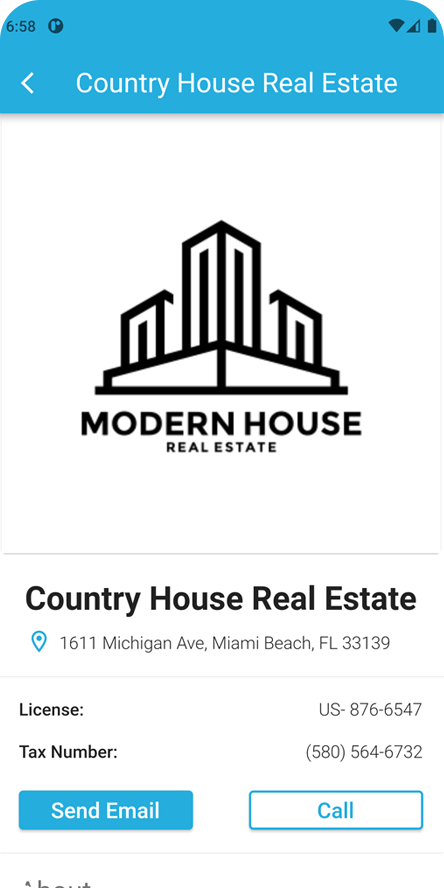 6:58
Country House Real Estate
MODERN HOUSE
REAL ESTATE
Country House Real Estate
1611 Michigan Ave, Miami Beach, FL 33139
License: US- 876-6547
Tax Number: (580) 564-6732
Send Email Call
About